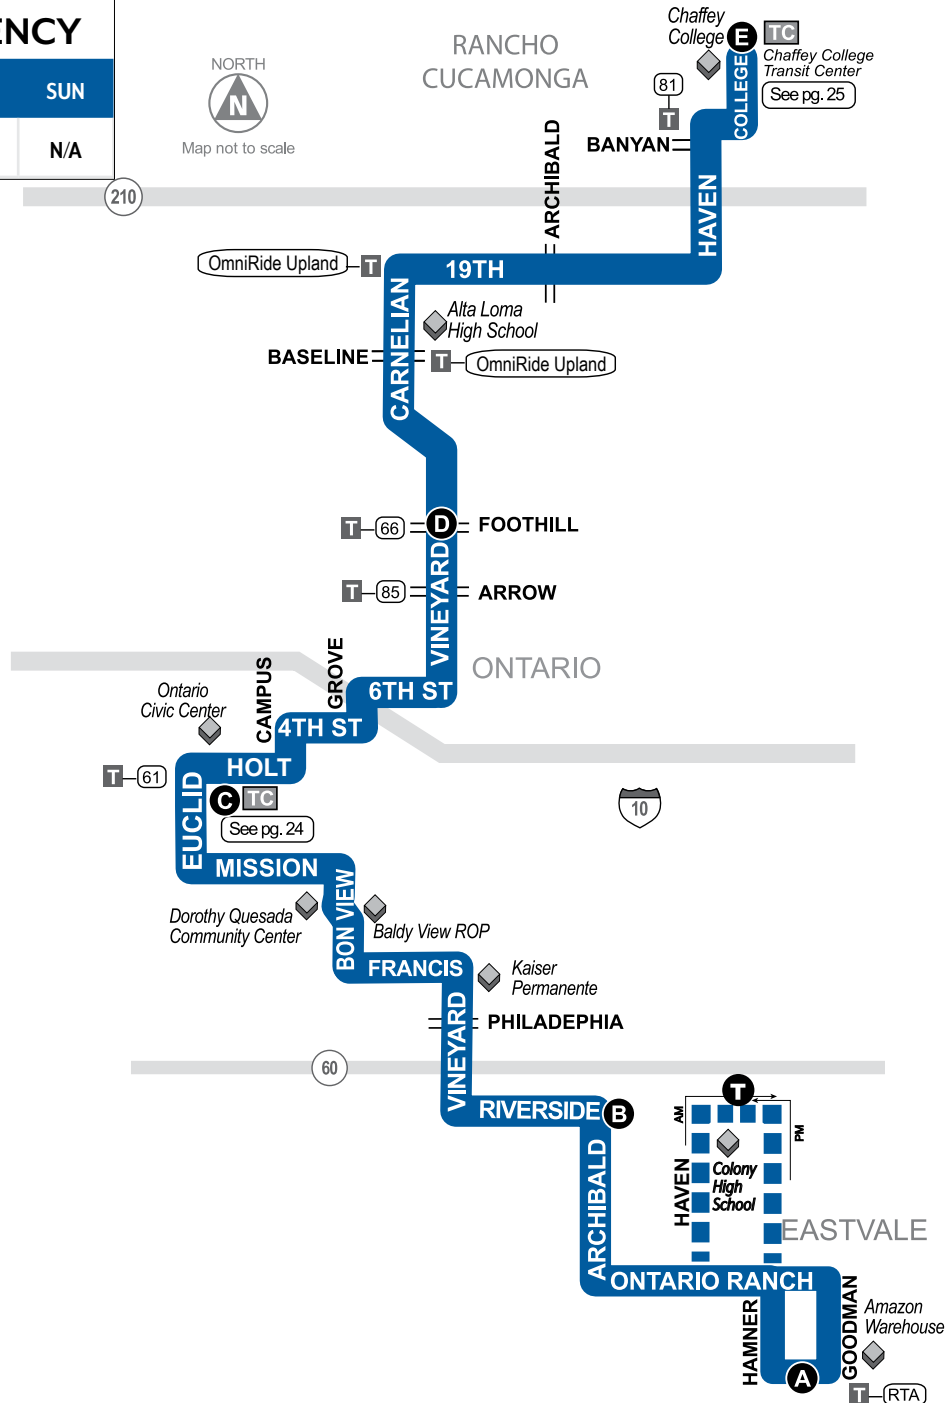 ENCY
SUN
N/A
NORTH
N
Map not to scale
RANCHO
CUCAMONGA
Chaffey
College
E
TC
Chaffey College
Transit Center
See pg. 25
COLLEGE
81
T
BANYAN
ARCHIBALD
HAVEN
210
OmniRide Upland
T
19TH
CARNELIAN
Alta Loma
High School
BASELINE
T
OmniRide Upland
T
66
D
FOOTHILL
T
85
ARROW
VINEYARD
ONTARIO
GROVE
CAMPUS
6TH ST
4TH ST
Ontario
Civic Center
HOLT
T
61
EUCLID
C
TC
See pg. 24
10
MISSION
BON VIEW
Dorothy Quesada
Community Center
Baldy View ROP
FRANCIS
Kaiser
Permanente
VINEYARD
PHILADEPHIA
60
RIVERSIDE
B
ARCHIBALD
T
AM
PM
HAVEN
Colony
High
School
EASTVALE
ONTARIO RANCH
HAMNER
GOODMAN
Amazon
Warehouse
A
T
RTA